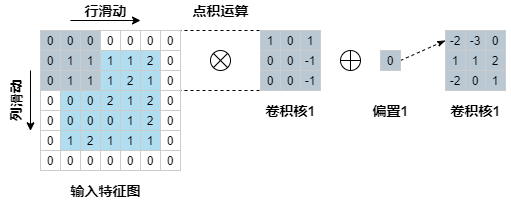 行滑动
点积运算
列滑动
0 0 0 0 0 0 0
0 1 1 1 1 2 0
0 1 1 1 2 1 0
0 0 0 2 1 2 0
0 0 0 0 1 2 0
0 1 2 1 1 1 0
0 0 0 0 0 0 0
输入特征图
1 0 1
0 0 -1
0 0 -1
卷积核1
0
偏置1
-2 -3 0
1 1 2
-2 0 1
卷积核1